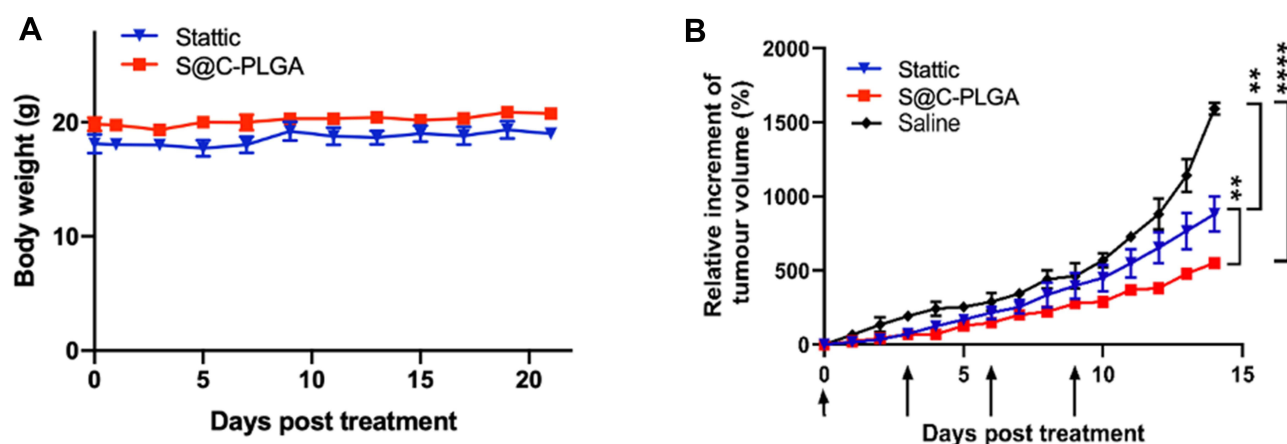 A
Stattic
S@C-PLGA
Body weight (g)
20
10
0
0 5 10 15 20
Days post treatment
B
Stattic
S@C-PLGA
Saline
Relative increment of
tumour volume (%)
2000
1500
1000
500
0
0 5 10 15
Days post treatment
**
**
****